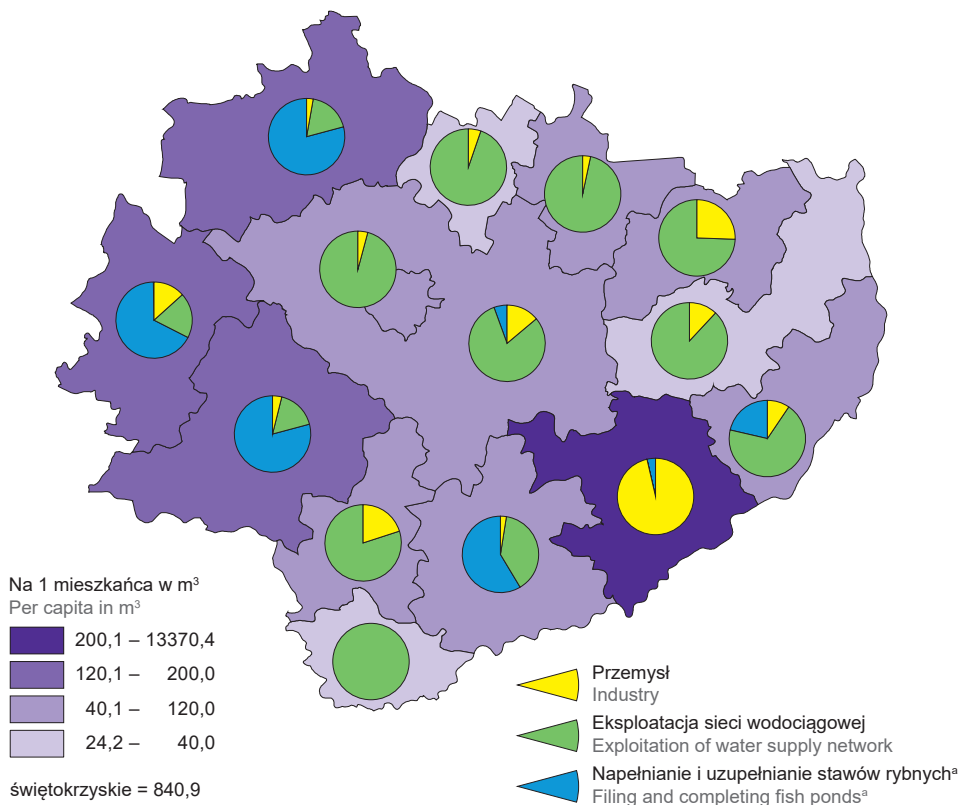 Na 1 mieszkańca w m³
Per capita in m³
200,1 – 13370,4
120,1 – 200,0
40,1 – 120,0
24,2 – 40,0
świętokrzyskie = 840,9
Przemysł
Industry
Eksploatacja sieci wodociągowej
Exploitation of water supply network
Napełnianie i uzupełnianie stawów rybnychª
Filing and completing fish pondsª